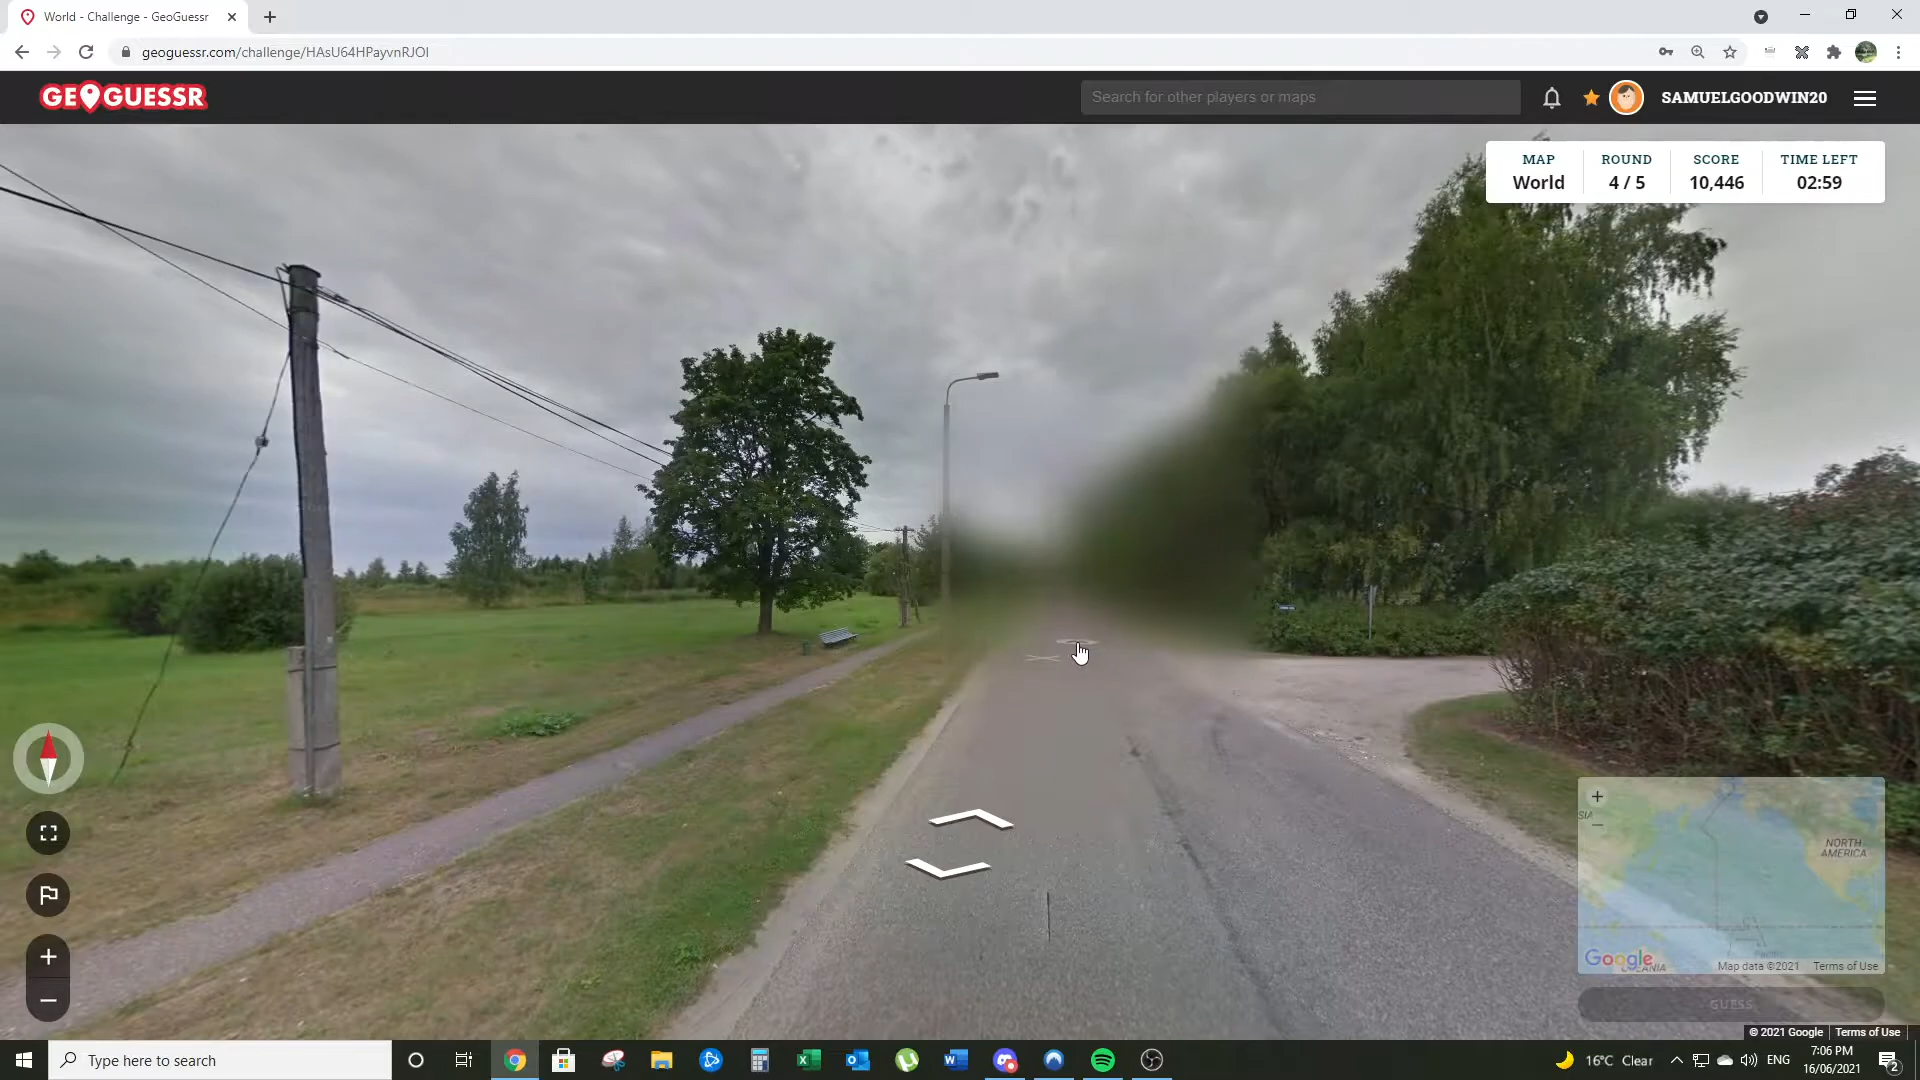 World - Challenge - GeoGuessr
geoguessr.com/challenge/HAsU64HPayvnRJOl
GEOGUESSR
Search for other players or maps
SAMUELGOODWIN20
MAP ROUND SCORE TIME LEFT
World 4 / 5 10,446 02:59
NORTH
AMERICA
Google
Map data ©2021 Terms of Use
GUESS
© 2021 Google Terms of Use
Type here to search
16°C Clear
ENG
7:06 PM
16/06/2021
2